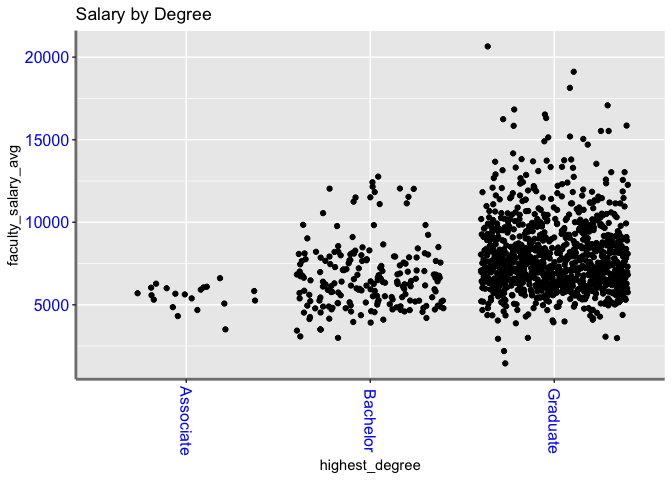 Salary by Degree
faculty_salary_avg
20000
15000
10000
5000
Associate
Bachelor
Graduate
highest_degree